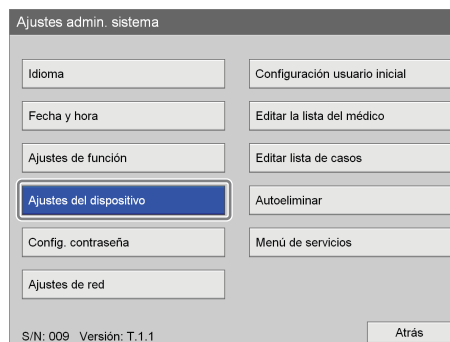 Ajustes admin. sistema
Idioma
Fecha y hora
Ajustes de función
Ajustes del dispositivo
Config. contraseña
Ajustes de red
Configuración usuario inicial
Editar la lista del médico
Editar lista de casos
Autoeliminar
Menú de servicios
S/N: 009 Versión: T.1.1
Atrás